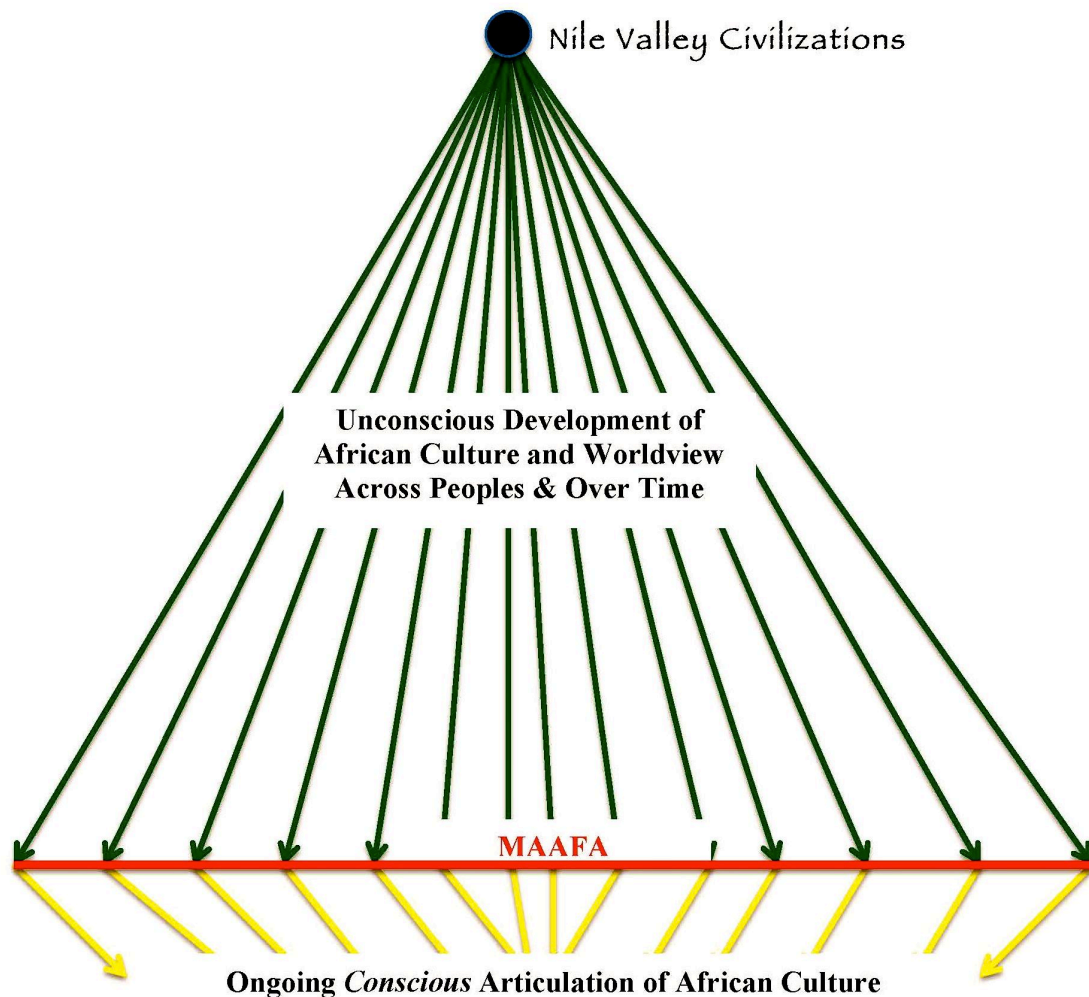 Nile Valley Civilizations
Unconscious Development of
African Culture and Worldview
Across Peoples & Over Time
MAAFA
Ongoing Conscious Articulation of African Culture